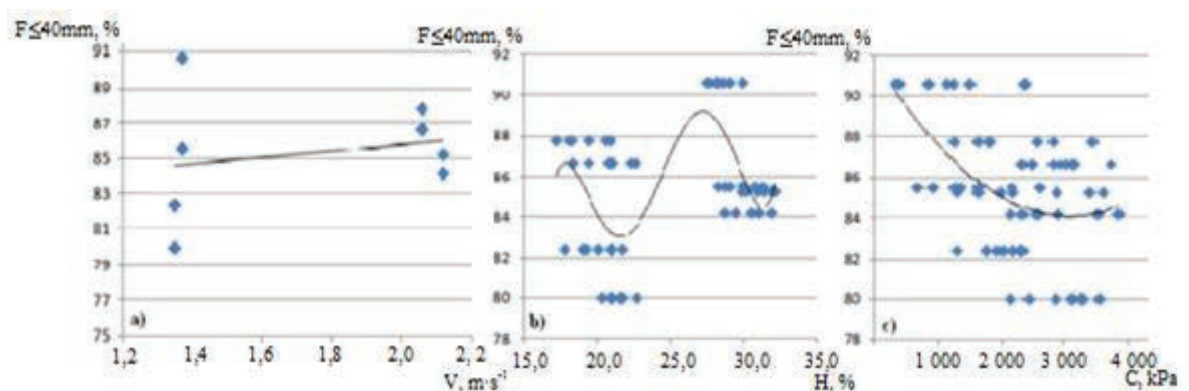 F≤40mm, %
91
89
87
85
83
81
79
77
75
a)
1,2 1,4 1,6 1,8 2,0 2,2
V, m·s⁻¹
F≤40mm, %
92
90
88
86
84
82
80
78
b)
15,0 20,0 25,0 30,0 35,0
H, %
F≤40mm, %
92
90
88
86
84
82
80
78
c)
1 000 2 000 3 000 4 000
C, kPa